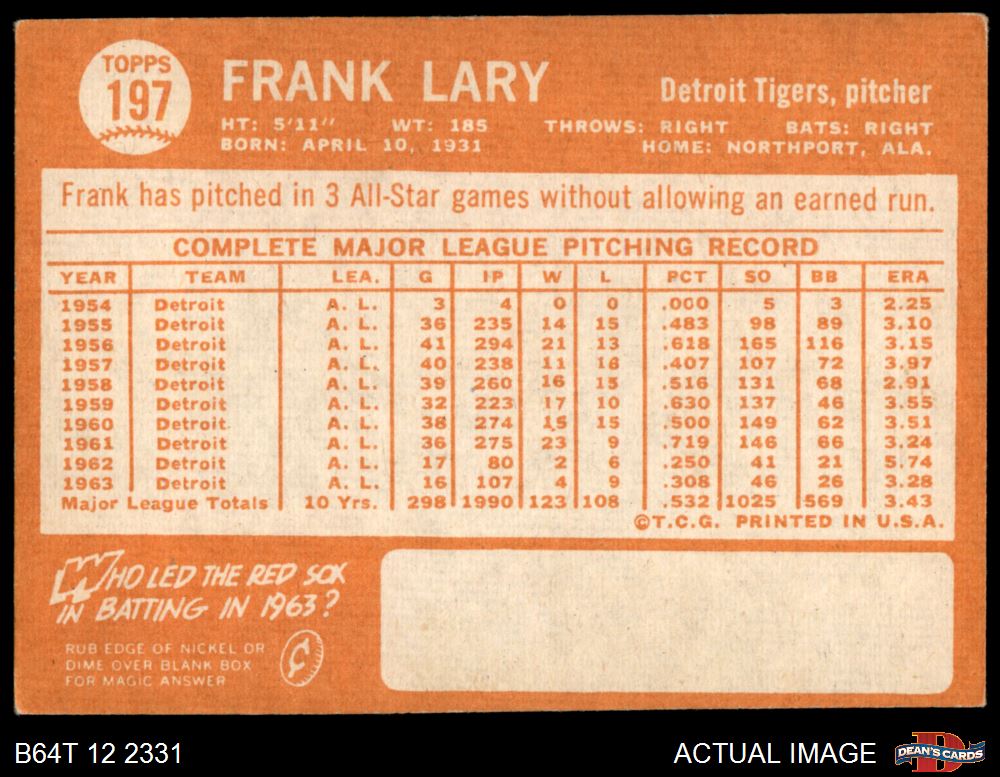 TOPPS
197
FRANK LARY
Detroit Tigers, pitcher
HT: 5'11" WT: 185 THROWS: RIGHT BATS: RIGHT
BORN: APRIL 10, 1931 HOME: NORTHPORT, ALA.
Frank has pitched in 3 All-Star games without allowing an earned run.
COMPLETE MAJOR LEAGUE PITCHING RECORD
YEAR TEAM LEA. G IP W L PCT SO BB ERA
1954 Detroit A. L. 3 4 0 0 .000 5 3 2.25
1955 Detroit A. L. 36 235 14 15 .483 98 89 3.10
1956 Detroit A. L. 41 294 21 13 .618 165 116 3.15
1957 Detroit A. L. 40 238 11 16 .407 107 72 3.97
1958 Detroit A. L. 39 260 16 15 .516 131 68 2.91
1959 Detroit A. L. 32 223 17 10 .630 137 46 3.55
1960 Detroit A. L. 38 274 15 15 .500 149 62 3.51
1961 Detroit A. L. 36 275 23 9 .719 146 66 3.24
1962 Detroit A. L. 17 80 2 6 .250 41 21 5.74
1963 Detroit A. L. 16 107 4 9 .308 46 26 3.28
Major League Totals 10 Yrs. 298 1990 123 108 .532 1025 569 3.43
©T.C.G. PRINTED IN U.S.A.
WHO LED THE RED SOX
IN BATTING IN 1963?
RUB EDGE OF NICKEL OR
DIME OVER BLANK BOX
FOR MAGIC ANSWER
¢
B64T 12 2331
ACTUAL IMAGE
D
DEAN'S CARDS